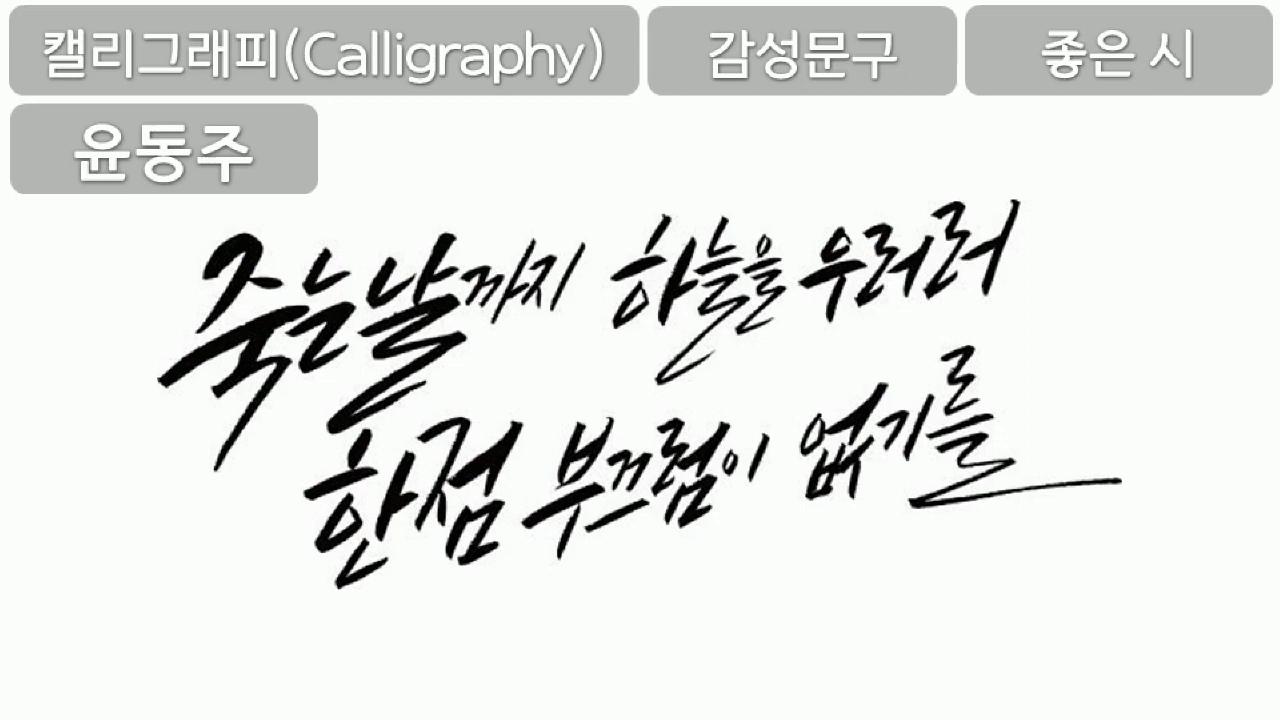 캘리그래피(Calligraphy) 감성문구 좋은 시
윤동주
죽는날까지 하늘을 우러러
한점 부끄럼이 없기를